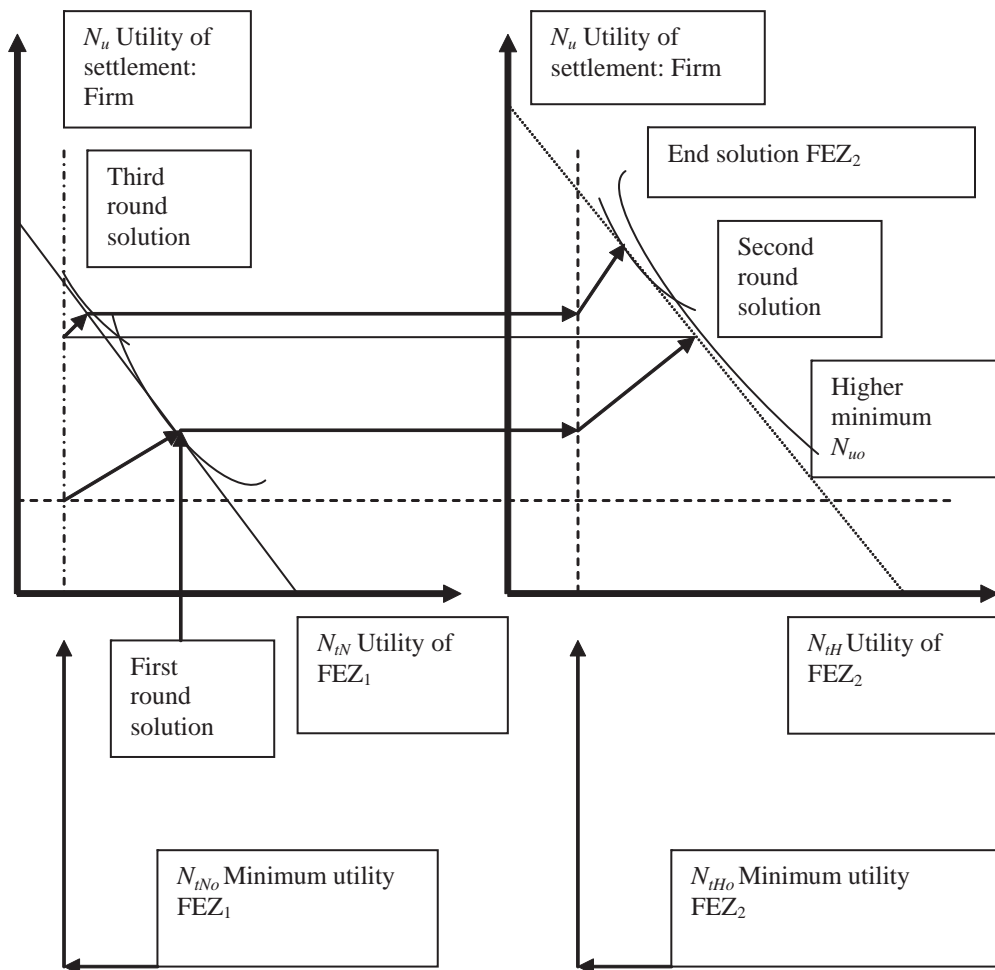 N_u Utility of
settlement:
Firm
Third
round
solution
First
round
solution
N_tN Utility of
FEZ₁
N_tNo Minimum utility
FEZ₁
N_u Utility of
settlement: Firm
End solution FEZ₂
Second
round
solution
Higher
minimum
N_uo
N_tH Utility of
FEZ₂
N_tHo Minimum utility
FEZ₂